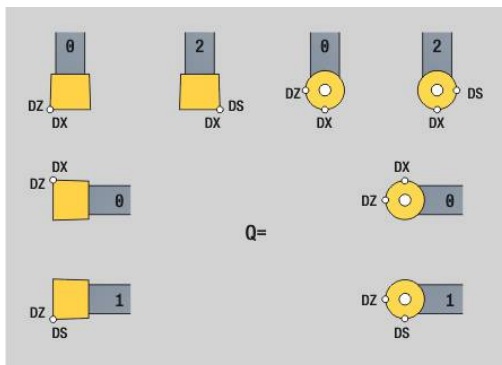 0 2 0 2
DZ DS DZ DS
DX DX DX DX
DX DX
DZ 0 DZ 0
Q=
1 1
DZ DZ
DS DS